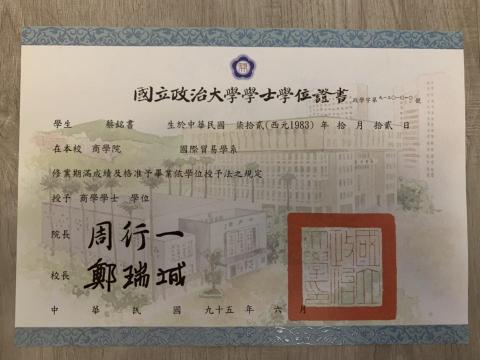 國立政治大學學士學位證書 政學字第 號
學生 蔡銘書 生於中華民國 柒拾貳(西元1983) 年 拾 月 拾貳 日
在本校 商學院 國際貿易學系
修業期滿成績及格准予畢業依學位授予法之規定
授予 商學學士 學位
院長 周行一
校長 鄭瑞城
中華民國 九十五 年 六 月